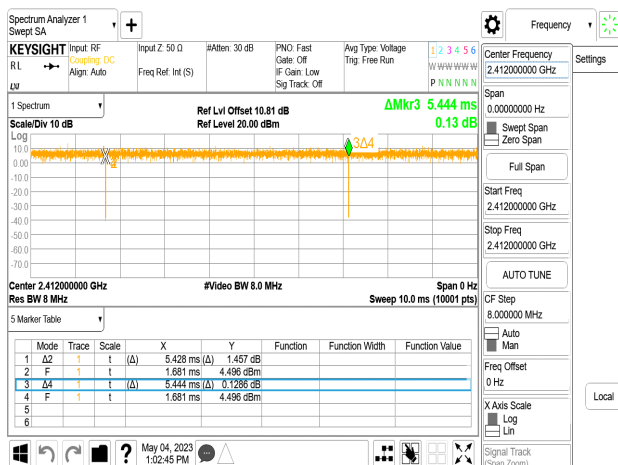 Spectrum Analyzer 1
Swept SA
+
Frequency
KEYSIGHT
Input: RF
Input Z: 50 Ω
#Atten: 30 dB
PNO: Fast
Avg Type: Voltage
1 2 3 4 5 6
R L
Coupling: DC
Gate: Off
Trig: Free Run
W W W W W W
Align: Auto
Freq Ref: Int (S)
IF Gain: Low
Sig Track: Off
P N N N N N
LXI
1 Spectrum
Ref Lvl Offset 10.81 dB
ΔMkr3 5.444 ms
Scale/Div 10 dB
Ref Level 20.00 dBm
0.13 dB
Log
3Δ4
10.0
0.00
-10.0
-20.0
-30.0
-40.0
-50.0
-60.0
-70.0
Center 2.412000000 GHz
#Video BW 8.0 MHz
Span 0 Hz
Res BW 8 MHz
Sweep 10.0 ms (10001 pts)
5 Marker Table
Mode Trace Scale X Y Function Function Width Function Value
1 Δ2 1 t (Δ) 5.428 ms (Δ) 1.457 dB
2 F 1 t 1.681 ms 4.496 dBm
3 Δ4 1 t (Δ) 5.444 ms (Δ) 0.1286 dB
4 F 1 t 1.681 ms 4.496 dBm
5
6
May 04, 2023
1:02:45 PM
?
Center Frequency
2.412000000 GHz
Settings
Span
0.00000000 Hz
Swept Span
Zero Span
Full Span
Start Freq
2.412000000 GHz
Stop Freq
2.412000000 GHz
AUTO TUNE
CF Step
8.000000 MHz
Auto
Man
Freq Offset
0 Hz
X Axis Scale
Log
Lin
Local
Signal Track
(Span Zoom)